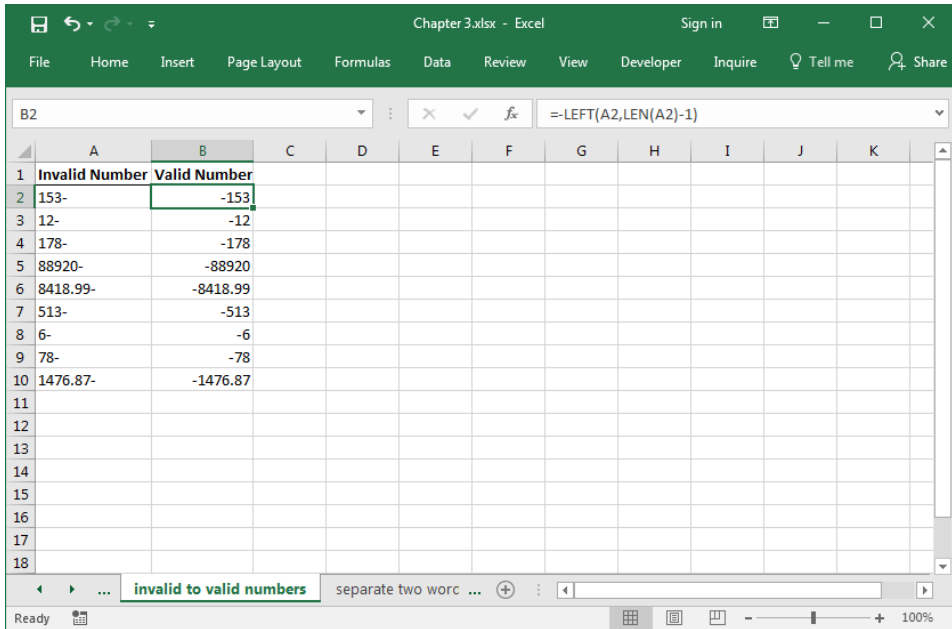 Chapter 3.xlsx - Excel Sign in
File Home Insert Page Layout Formulas Data Review View Developer Inquire Tell me Share
B2 fx =-LEFT(A2,LEN(A2)-1)
A B C D E F G H I J K
1 Invalid Number Valid Number
2 153- -153
3 12- -12
4 178- -178
5 88920- -88920
6 8418.99- -8418.99
7 513- -513
8 6- -6
9 78- -78
10 1476.87- -1476.87
11
12
13
14
15
16
17
18
... invalid to valid numbers separate two worc ...
Ready 100%